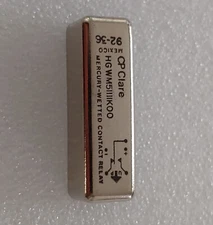 CP Clare
MEXICO
92-36
HGWM51111K00
MERCURY-WETTED CONTACT RELAY